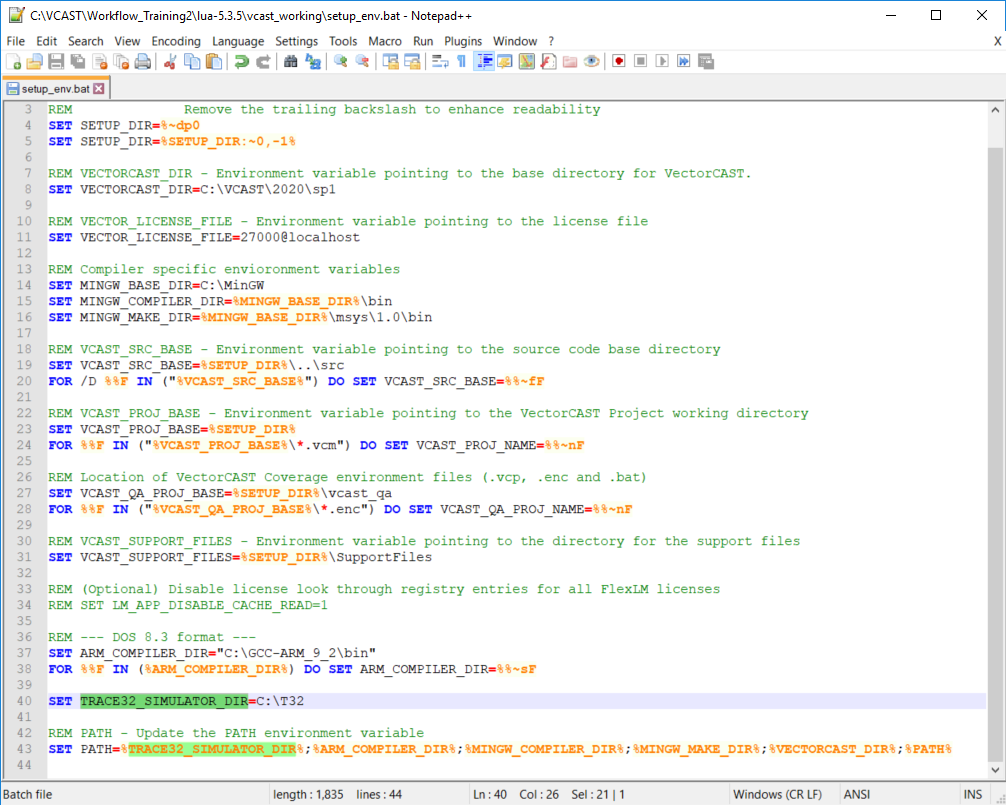 C:\VCAST\Workflow_Training2\lua-5.3.5\vcast_working\setup_env.bat - Notepad++
File Edit Search View Encoding Language Settings Tools Macro Run Plugins Window ? X
setup_env.bat
3 REM Remove the trailing backslash to enhance readability
4 SET SETUP_DIR=%~dp0
5 SET SETUP_DIR=%SETUP_DIR:~0,-1%
6
7 REM VECTORCAST_DIR - Environment variable pointing to the base directory for VectorCAST.
8 SET VECTORCAST_DIR=C:\VCAST\2020\sp1
9
10 REM VECTOR_LICENSE_FILE - Environment variable pointing to the license file
11 SET VECTOR_LICENSE_FILE=27000@localhost
12
13 REM Compiler specific envioronment variables
14 SET MINGW_BASE_DIR=C:\MinGW
15 SET MINGW_COMPILER_DIR=%MINGW_BASE_DIR%\bin
16 SET MINGW_MAKE_DIR=%MINGW_BASE_DIR%\msys\1.0\bin
17
18 REM VCAST_SRC_BASE - Environment variable pointing to the source code base directory
19 SET VCAST_SRC_BASE=%SETUP_DIR%\..\src
20 FOR /D %%F IN ("%VCAST_SRC_BASE%") DO SET VCAST_SRC_BASE=%%~fF
21
22 REM VCAST_PROJ_BASE - Environment variable pointing to the VectorCAST Project working directory
23 SET VCAST_PROJ_BASE=%SETUP_DIR%
24 FOR %%F IN ("%VCAST_PROJ_BASE%\*.vcm") DO SET VCAST_PROJ_NAME=%%~nF
25
26 REM Location of VectorCAST Coverage environment files (.vcp, .enc and .bat)
27 SET VCAST_QA_PROJ_BASE=%SETUP_DIR%\vcast_qa
28 FOR %%F IN ("%VCAST_QA_PROJ_BASE%\*.enc") DO SET VCAST_QA_PROJ_NAME=%%~nF
29
30 REM VCAST_SUPPORT_FILES - Environment variable pointing to the directory for the support files
31 SET VCAST_SUPPORT_FILES=%SETUP_DIR%\SupportFiles
32
33 REM (Optional) Disable license look through registry entries for all FlexLM licenses
34 REM SET LM_APP_DISABLE_CACHE_READ=1
35
36 REM --- DOS 8.3 format ---
37 SET ARM_COMPILER_DIR="C:\GCC-ARM_9_2\bin"
38 FOR %%F IN (%ARM_COMPILER_DIR%) DO SET ARM_COMPILER_DIR=%%~sF
39
40 SET TRACE32_SIMULATOR_DIR=C:\T32
41
42 REM PATH - Update the PATH environment variable
43 SET PATH=%TRACE32_SIMULATOR_DIR%;%ARM_COMPILER_DIR%;%MINGW_COMPILER_DIR%;%MINGW_MAKE_DIR%;%VECTORCAST_DIR%;%PATH%
44
Batch file length : 1,835 lines : 44 Ln : 40 Col : 26 Sel : 21 | 1 Windows (CR LF) ANSI INS